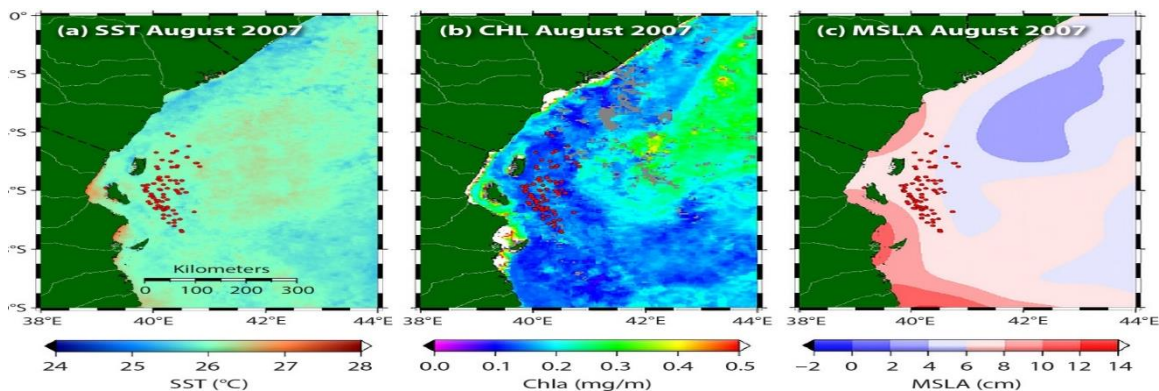 (a) SST August 2007
(b) CHL August 2007
(c) MSLA August 2007
0°
°S
°S
°S
°S
°S
°S
Kilometers
0 100 200 300
38°E 40°E 42°E 44°E
38°E 40°E 42°E 44°E
38°E 40°E 42°E 44°E
24 25 26 27 28
SST (°C)
0.0 0.1 0.2 0.3 0.4 0.5
Chla (mg/m)
−2 0 2 4 6 8 10 12 14
MSLA (cm)